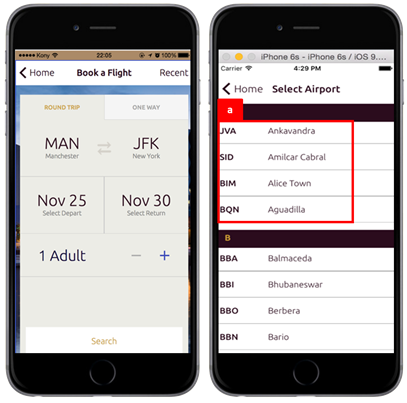 Kony
22:05
81%
Home
Book a Flight
Recent
ROUND TRIP
ONE WAY
MAN
Manchester
JFK
New York
Nov 25
Select Depart
Nov 30
Select Return
1 Adult
− +
Search
iPhone 6s - iPhone 6s / iOS 9....
Carrier
4:29 PM
Home
Select Airport
a
JVA Ankavandra
SID Amilcar Cabral
BIM Alice Town
BQN Aguadilla
B
BBA Balmaceda
BBI Bhubaneswar
BBO Berbera
BBN Bario